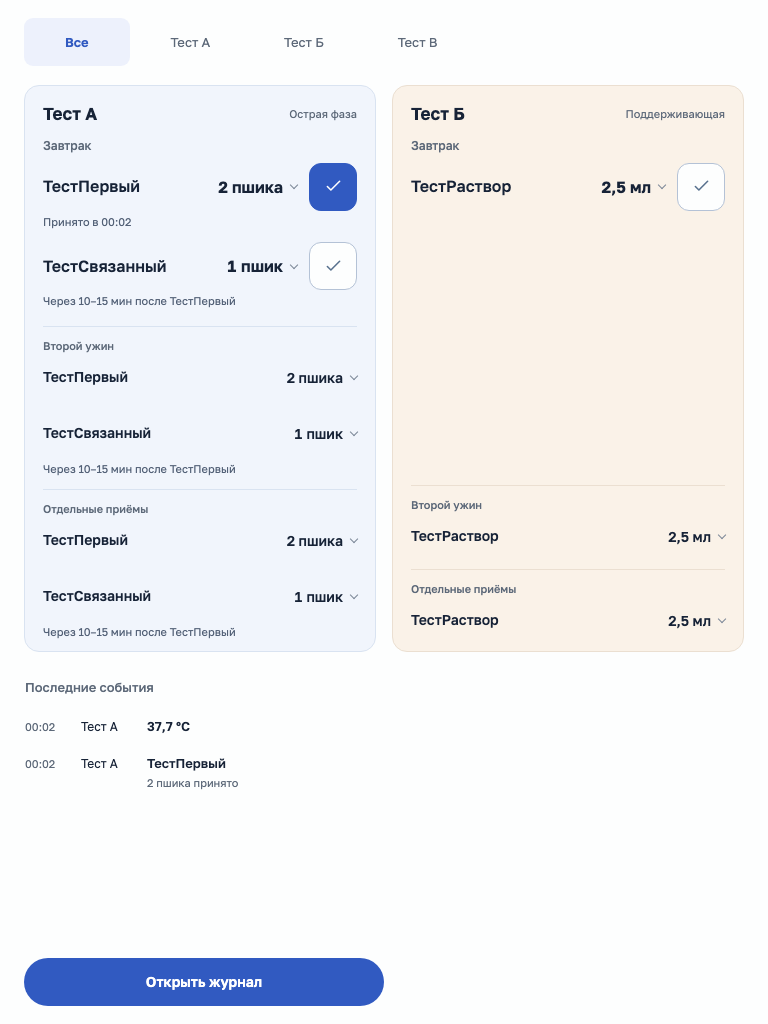 Все
Тест А
Тест Б
Тест В
Тест А
Острая фаза
Завтрак
ТестПервый
2 пшика
Принято в 00:02
ТестСвязанный
1 пшик
Через 10–15 мин после ТестПервый
Второй ужин
ТестПервый
2 пшика
ТестСвязанный
1 пшик
Через 10–15 мин после ТестПервый
Отдельные приёмы
ТестПервый
2 пшика
ТестСвязанный
1 пшик
Через 10–15 мин после ТестПервый
Тест Б
Поддерживающая
Завтрак
ТестРаствор
2,5 мл
Второй ужин
ТестРаствор
2,5 мл
Отдельные приёмы
ТестРаствор
2,5 мл
Последние события
00:02 Тест А 37,7 °C
00:02 Тест А ТестПервый
2 пшика принято
Открыть журнал